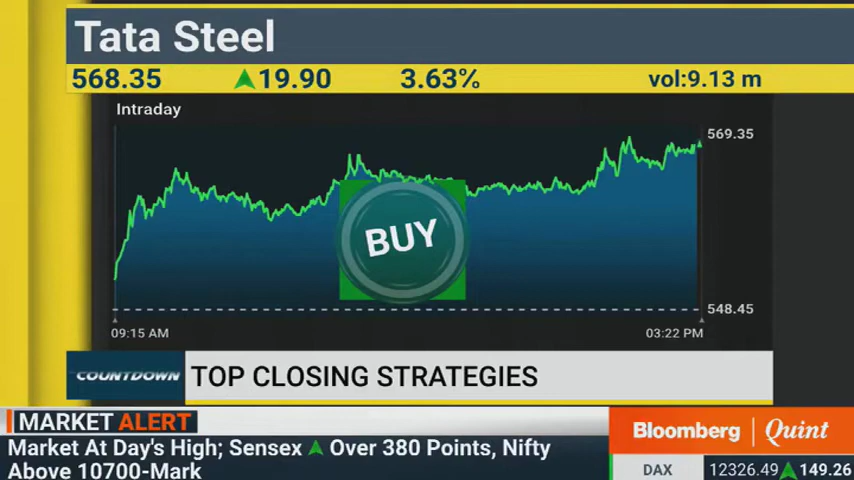 Tata Steel
568.35 ▲19.90 3.63% vol:9.13 m
Intraday
569.35
BUY
548.45
09:15 AM 03:22 PM
COUNTDOWN TOP CLOSING STRATEGIES
MARKET ALERT
Market At Day's High; Sensex ▲ Over 380 Points, Nifty
Above 10700-Mark
Bloomberg | Quint
DAX 12326.49 ▲ 149.26